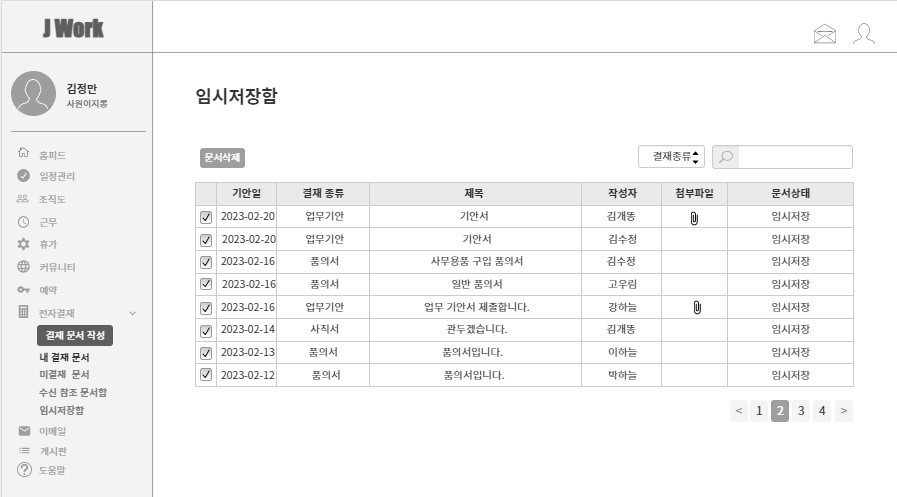 J Work
김정만
사원이지롱
홈피드
일정관리
조직도
근무
휴가
커뮤니티
예약
전자결재
결재 문서 작성
내 결재 문서
미결재 문서
수신 참조 문서함
임시저장함
이메일
게시판
도움말
임시저장함
문서삭제
결재종류
기안일 결재 종류 제목 작성자 첨부파일 문서상태
2023-02-20 업무기안 기안서 김개똥 임시저장
2023-02-20 업무기안 기안서 김수정 임시저장
2023-02-16 품의서 사무용품 구입 품의서 김수정 임시저장
2023-02-16 품의서 일반 품의서 고우림 임시저장
2023-02-16 업무기안 업무 기안서 제출합니다. 강하늘 임시저장
2023-02-14 사직서 관두겠습니다. 김개똥 임시저장
2023-02-13 품의서 품의서입니다. 이하늘 임시저장
2023-02-12 품의서 품의서입니다. 박하늘 임시저장
< 1 2 3 4 >